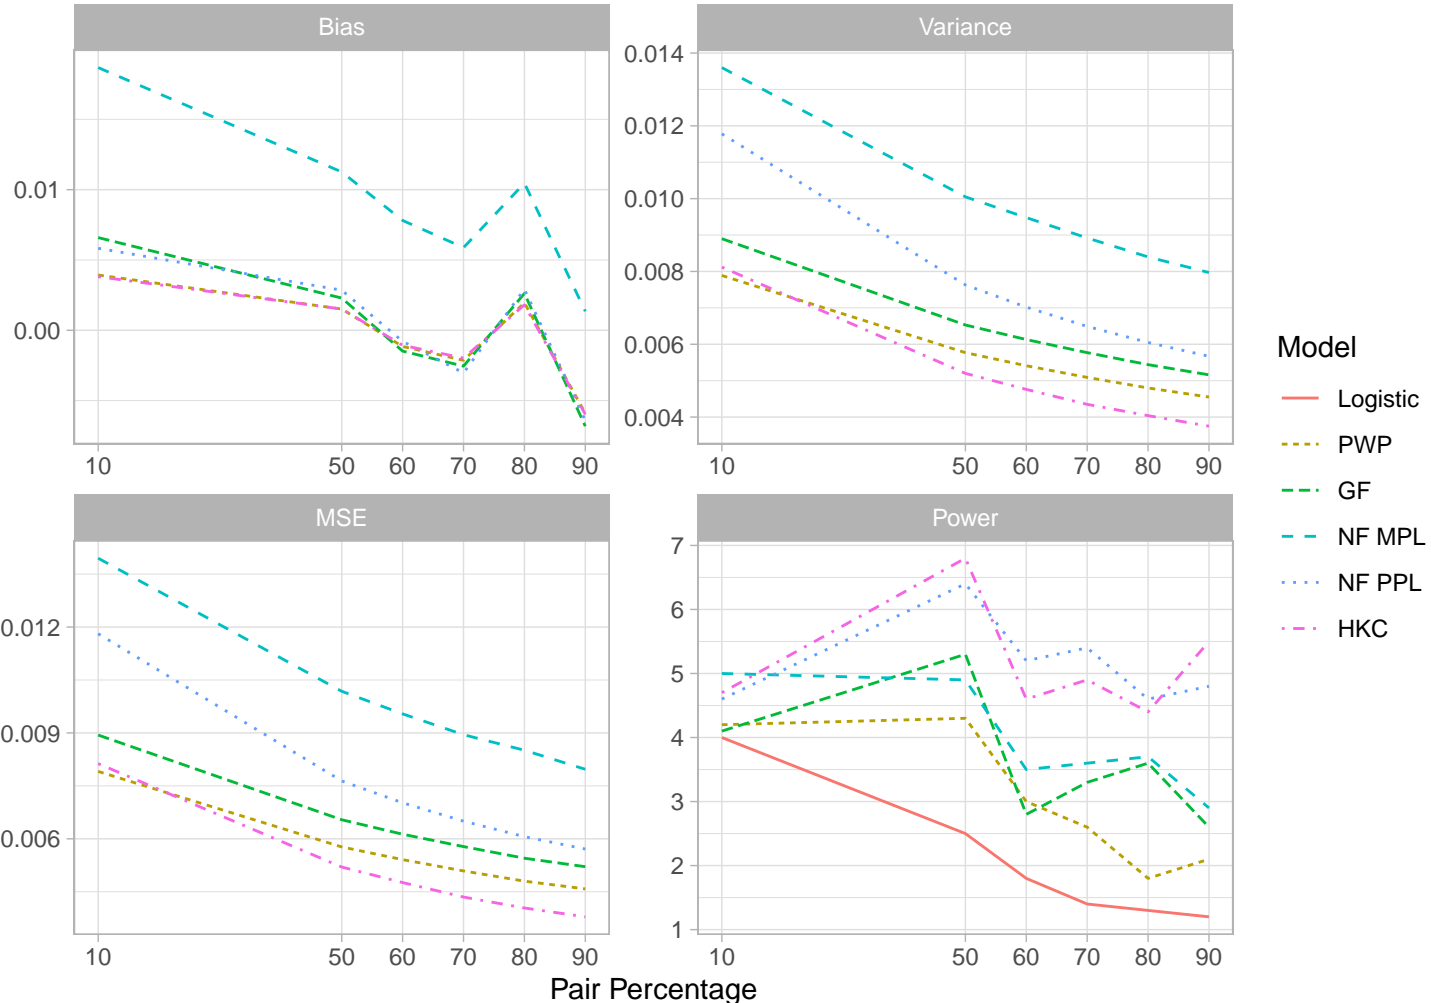 Bias
Variance
0.01
0.00
10 50 60 70 80 90
0.014
0.012
0.010
0.008
0.006
0.004
10 50 60 70 80 90
MSE
Power
0.012
0.009
0.006
10 50 60 70 80 90
7
6
5
4
3
2
1
10 50 60 70 80 90
Pair Percentage
Model
Logistic
PWP
GF
NF MPL
NF PPL
HKC